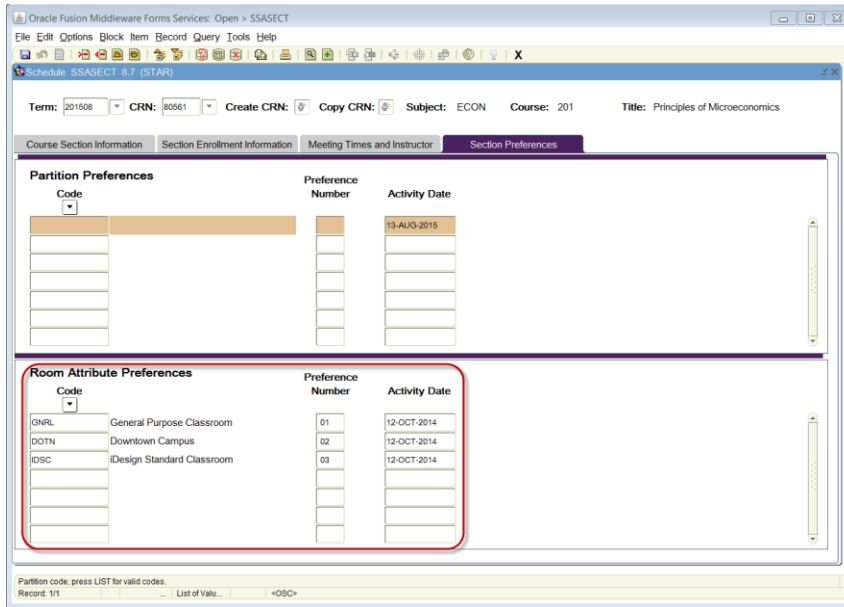 Oracle Fusion Middleware Forms Services: Open > SSASECT
File Edit Options Block Item Record Query Tools Help
X
Schedule SSASECT 8.7 (STAR)
Term: 201508 CRN: 80561 Create CRN: Copy CRN: Subject: ECON Course: 201 Title: Principles of Microeconomics
Course Section Information Section Enrollment Information Meeting Times and Instructor Section Preferences
Partition Preferences
Preference
Code Number Activity Date
13-AUG-2015
Room Attribute Preferences
Preference
Code Number Activity Date
GNRL General Purpose Classroom 01 12-OCT-2014
DOTN Downtown Campus 02 12-OCT-2014
IDSC iDesign Standard Classroom 03 12-OCT-2014
Partition code; press LIST for valid codes.
Record: 1/1 ... List of Valu... <OSC>